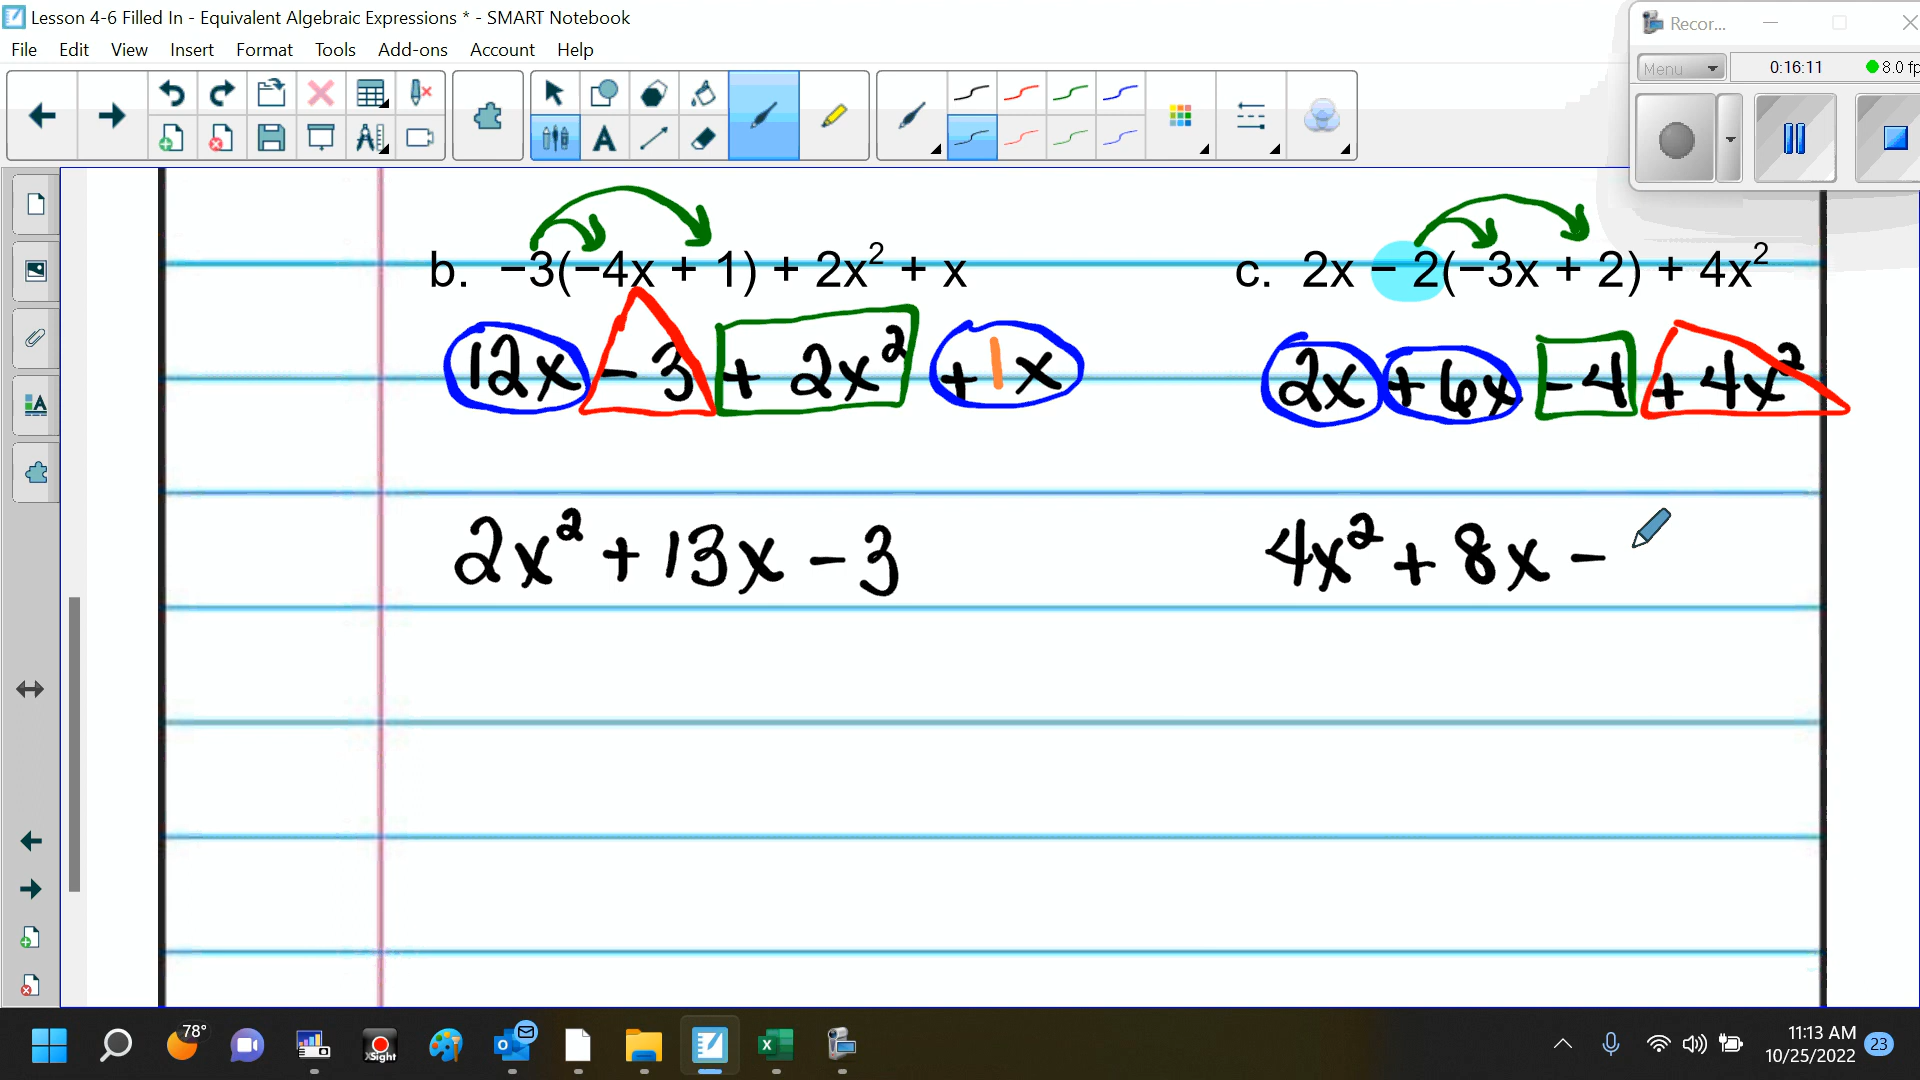 Lesson 4-6 Filled In - Equivalent Algebraic Expressions * - SMART Notebook
File Edit View Insert Format Tools Add-ons Account Help
Recor...
Menu 0:16:11 8.0 fp
b. −3(−4x + 1) + 2x² + x
c. 2x − 2(−3x + 2) + 4x²
12x − 3 + 2x² + 1x
2x + 6x − 4 + 4x²
2x² + 13x − 3
4x² + 8x −
78°
XSight
11:13 AM
10/25/2022
23